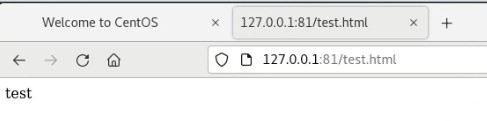 Welcome to CentOS × 127.0.0.1:81/test.html × +
127.0.0.1:81/test.html
test